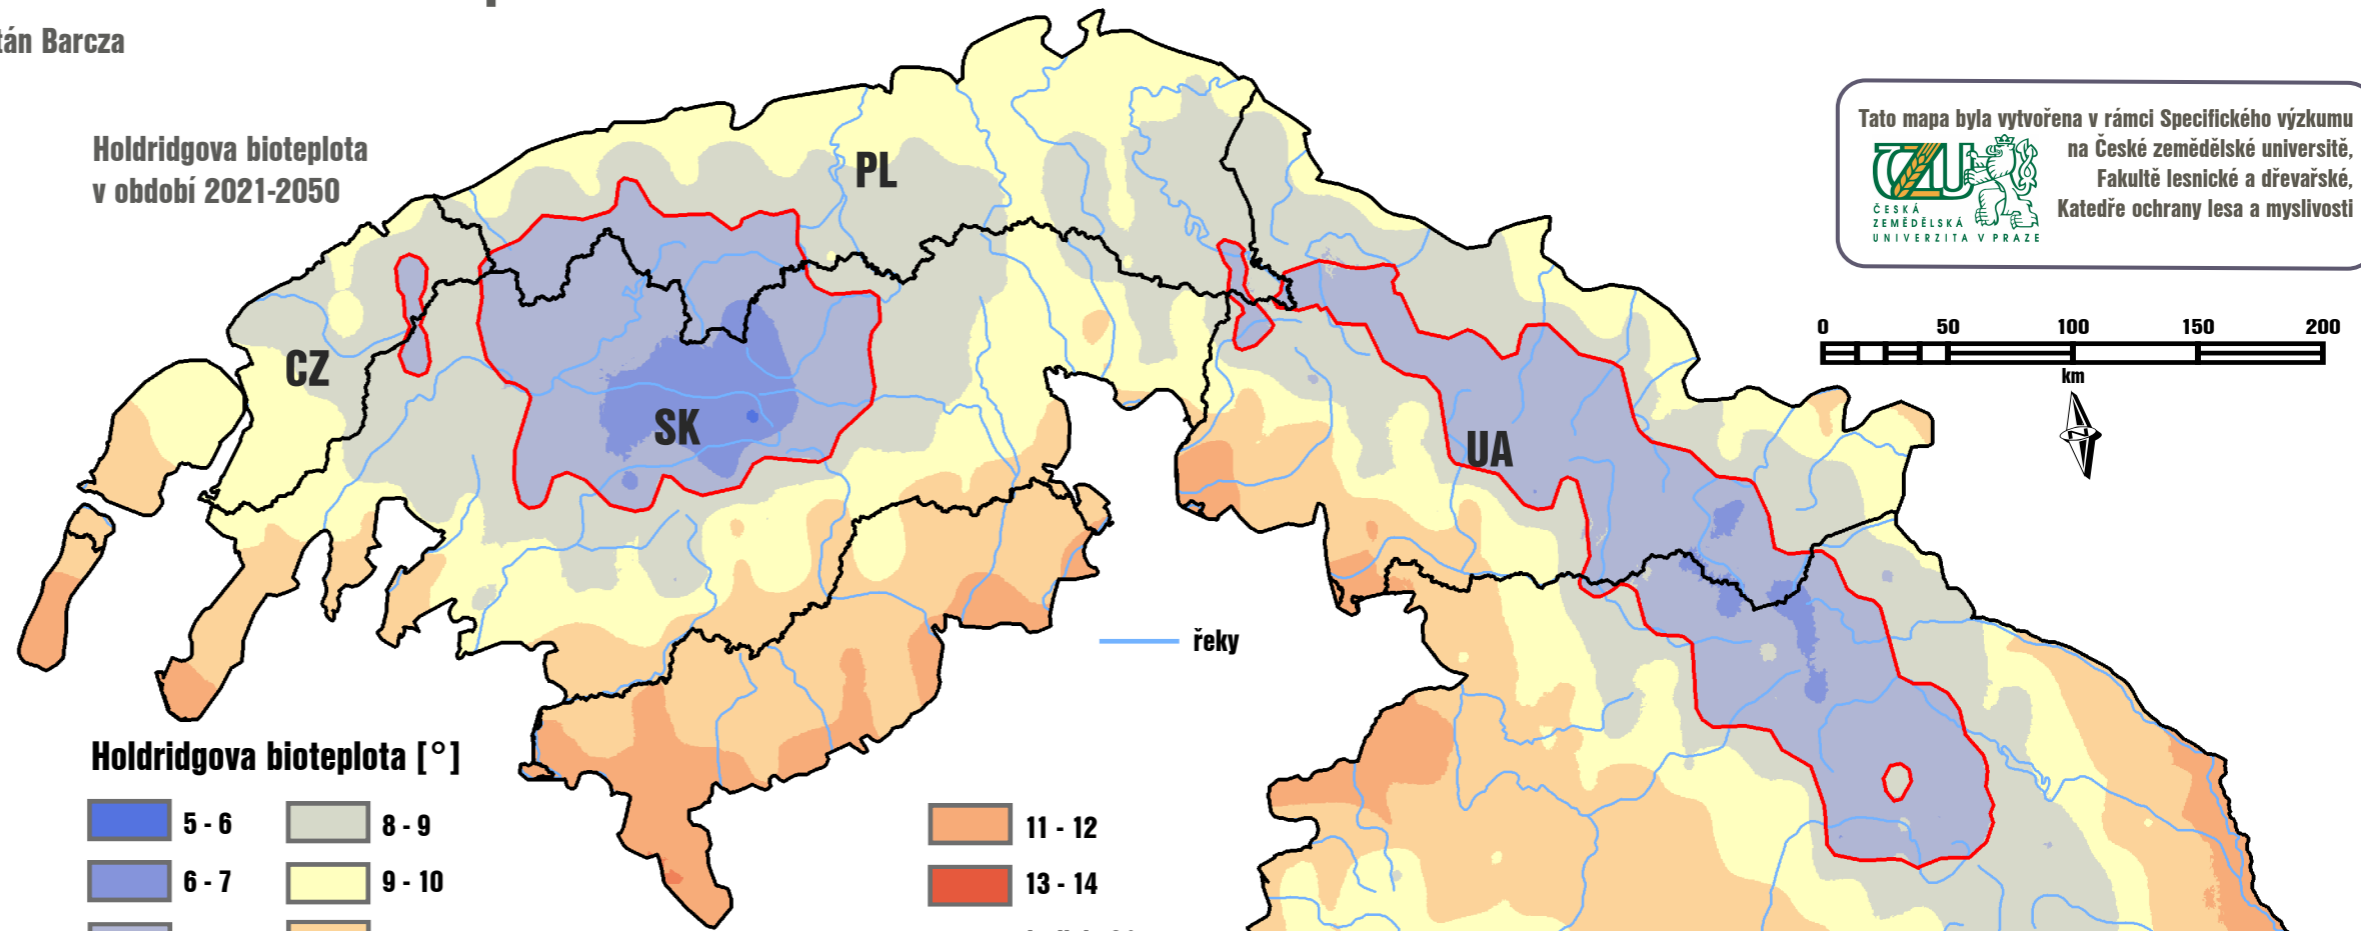 tán Barcza
Holdridgova bioteplota
v období 2021-2050
PL
CZ
SK
UA
Tato mapa byla vytvořena v rámci Specifického výzkumu
na České zemědělské universitě,
Fakultě lesnické a dřevařské,
Katedře ochrany lesa a myslivosti
ČZU
ČESKÁ
ZEMĚDĚLSKÁ
UNIVERZITA V PRAZE
0 50 100 150 200
km
N
řeky
Holdridgova bioteplota [°]
5 - 6
6 - 7
8 - 9
9 - 10
11 - 12
13 - 14